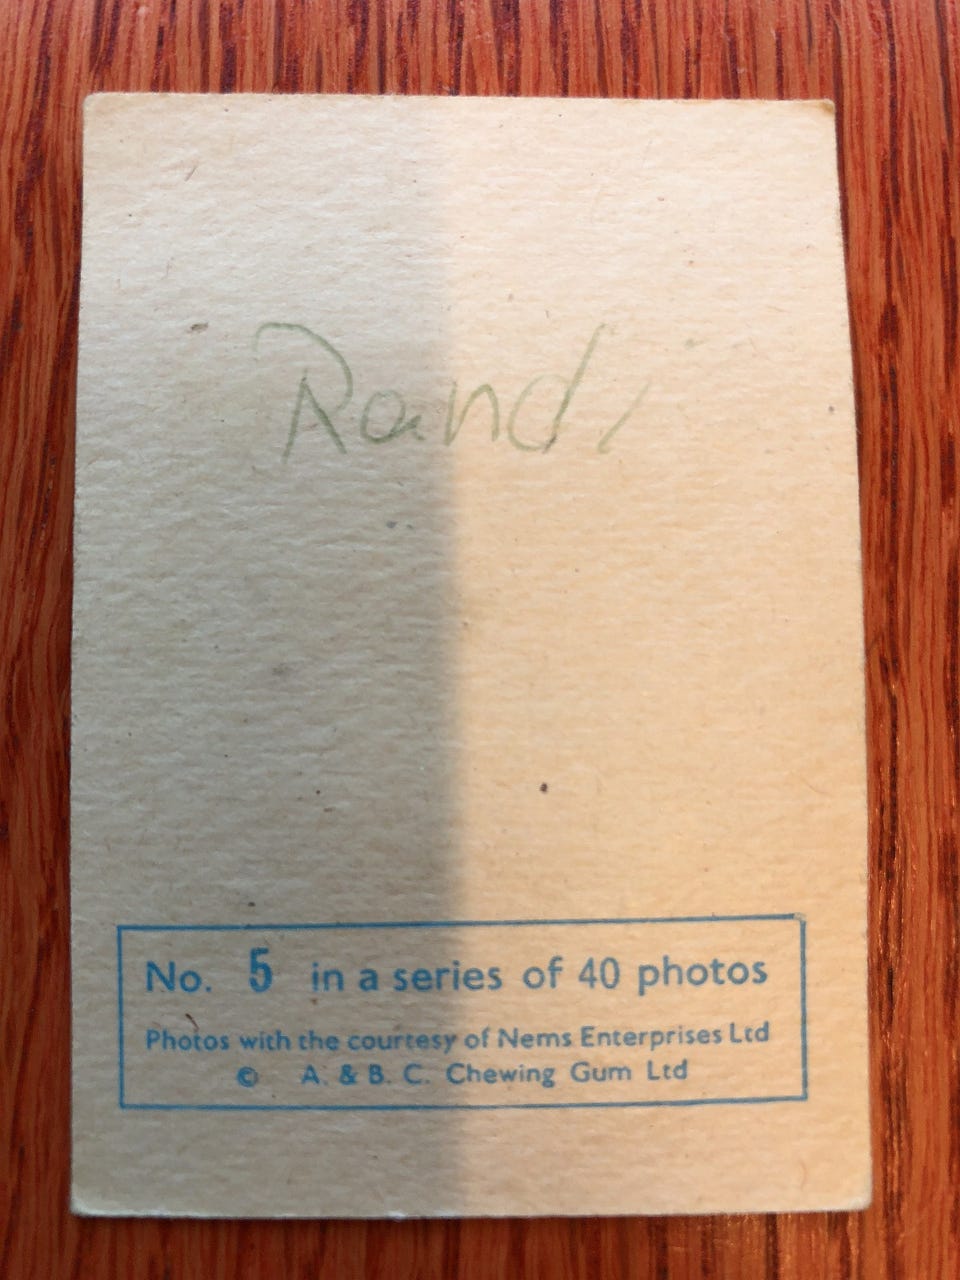 Randi
No. 5 in a series of 40 photos
Photos with the courtesy of Nems Enterprises Ltd
© A. & B. C. Chewing Gum Ltd